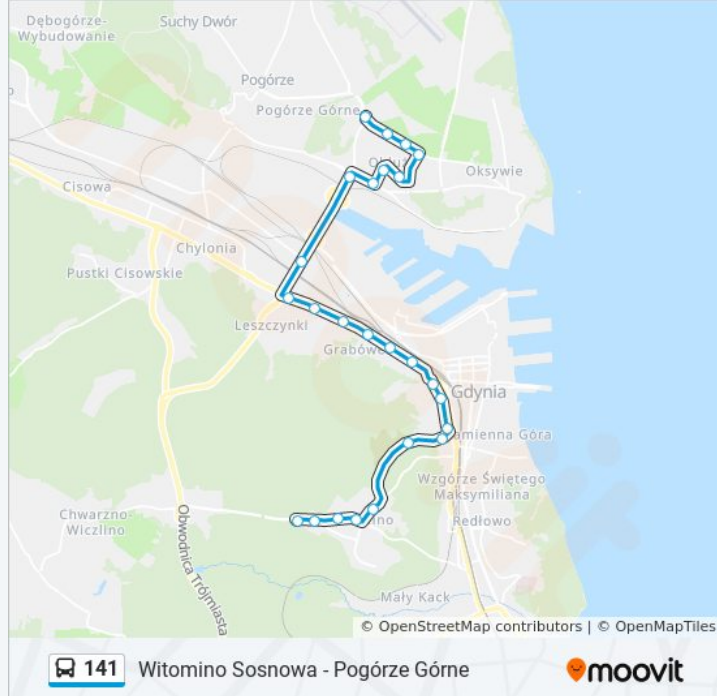 Dębogórze-
Wybudowanie
Suchy Dwór
Pogórze
Pogórze Górne
Oksywie
Cisowa
Chylonia
Pustki Cisowskie
Leszczynki
Gdynia
Kamienna Góra
Wzgórze Świętego
Maksymiliana
Redłowo
Chwarzno
Wiczlino
Obwodnica Trójmiasta
Mały Kack
© OpenStreetMap contributors | © OpenMapTiles
141 Witomino Sosnowa - Pogórze Górne moovit